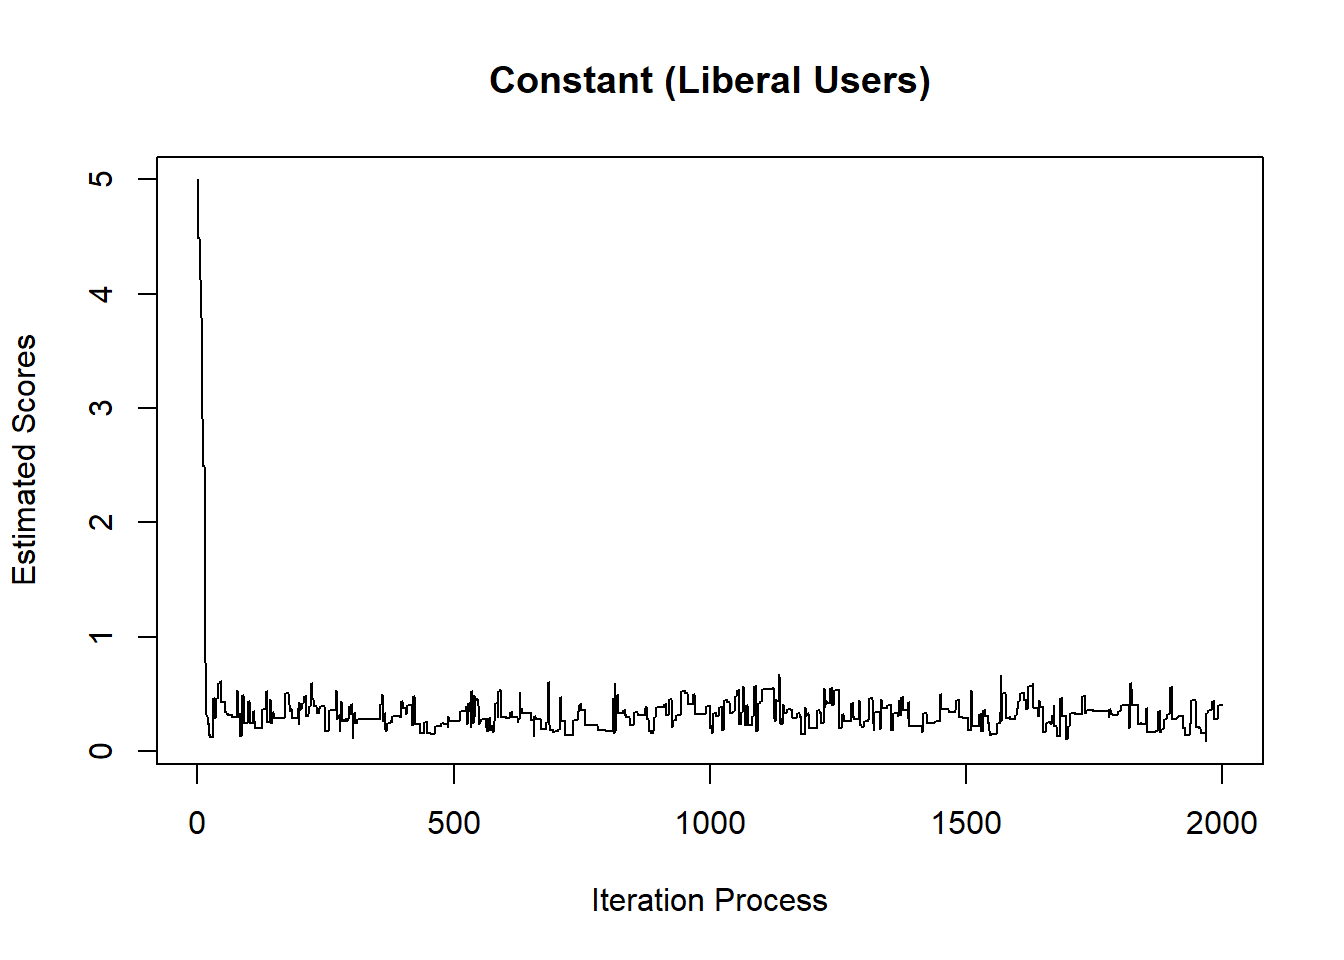 Constant (Liberal Users)
Estimated Scores
5
4
3
2
1
0
0 500 1000 1500 2000
Iteration Process